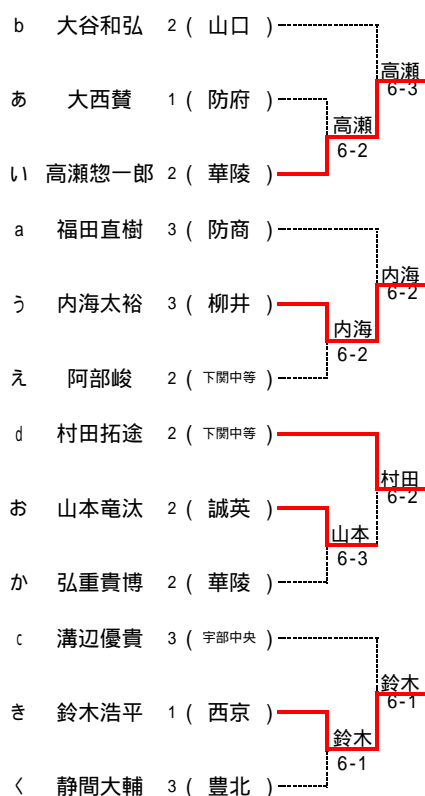 b 大谷和弘 2 ( 山口 )
高瀬
6-3
あ 大西賛 1 ( 防府 )
高瀬
6-2
い 高瀬惣一郎 2 ( 華陵 )
a 福田直樹 3 ( 防商 )
内海
6-2
う 内海太裕 3 ( 柳井 )
内海
6-2
え 阿部峻 2 ( 下関中等 )
d 村田拓途 2 ( 下関中等 )
村田
6-2
お 山本竜汰 2 ( 誠英 )
山本
6-3
か 弘重貴博 2 ( 華陵 )
c 溝辺優貴 3 ( 宇部中央 )
鈴木
6-1
き 鈴木浩平 1 ( 西京 )
鈴木
6-1
く 静間大輔 3 ( 豊北 )